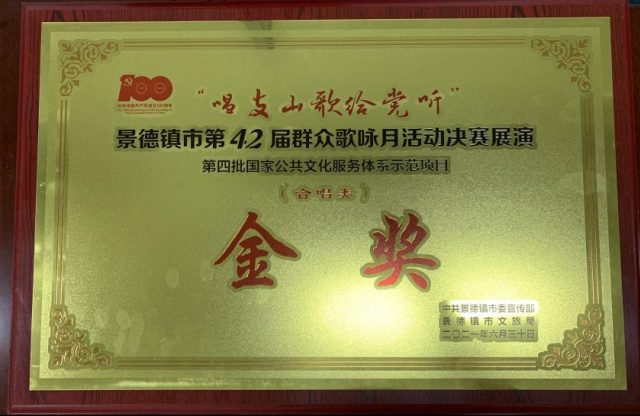 100
“唱支山歌给党听”
景德镇市第42届群众歌咏月活动决赛展演
第四批国家公共文化服务体系示范项目
（合唱类）
金奖
中共景德镇市委宣传部
景德镇市文旅局
二〇二一年六月三十日